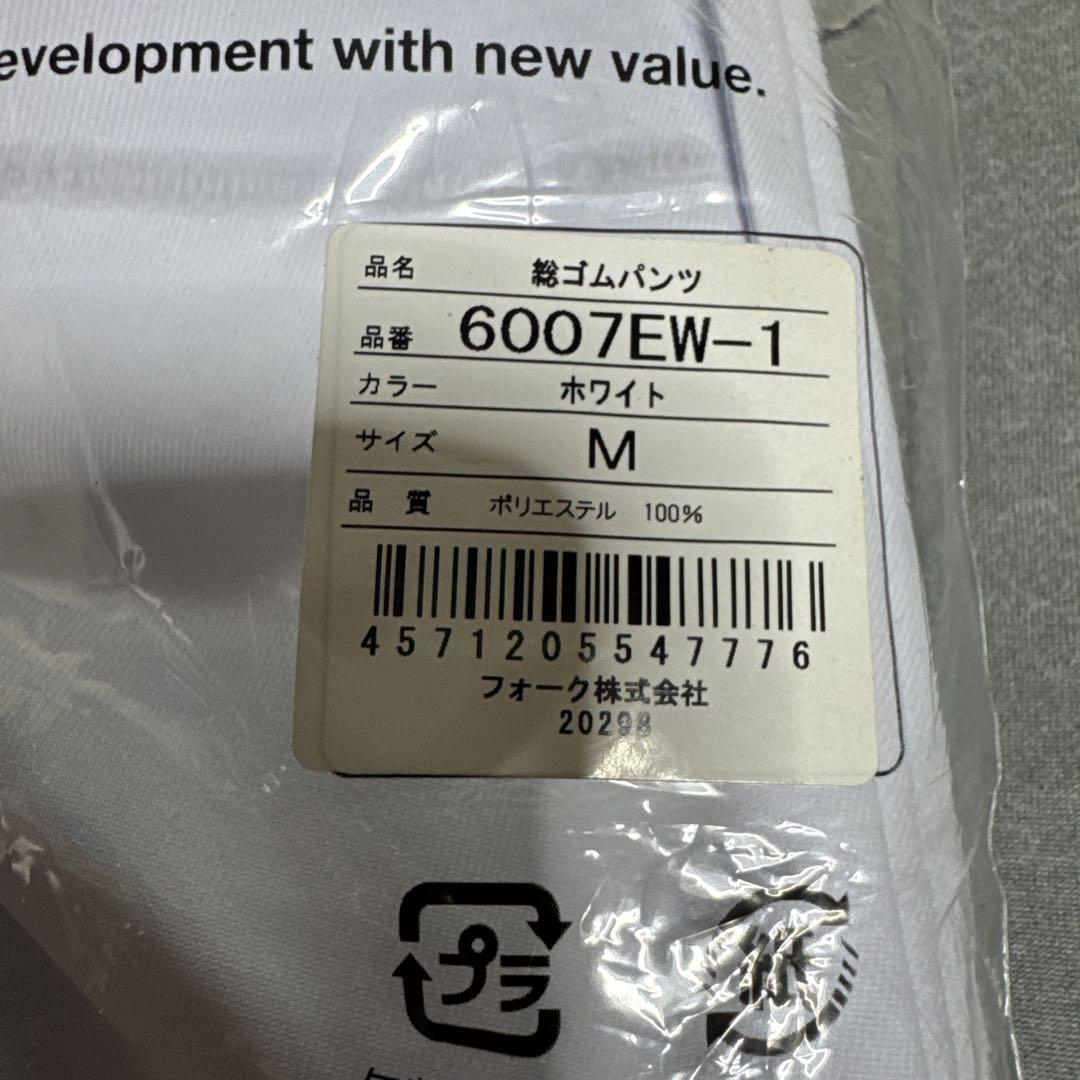 evelopment with new value.
品名 総ゴムパンツ
品番 6007EW-1
カラー ホワイト
サイズ M
品 質 ポリエステル 100%
4571205547776
フォーク株式会社
20298
プラ